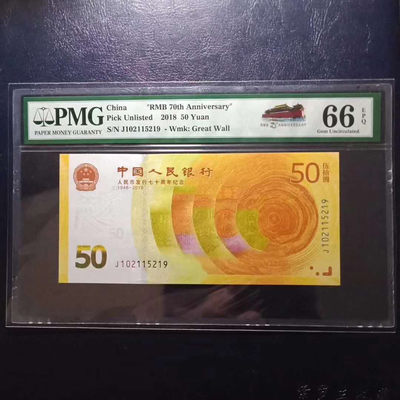 PMG
PAPER MONEY GUARANTY
China "RMB 70th Anniversary"
Pick Unlisted 2018 50 Yuan
S/N J102115219 - Wmk: Great Wall
66 EPQ
Gem Uncirculated
中国人民银行
人民币发行七十周年纪念
1948-2018
50 伍拾圆
J102115219
50
J102115219